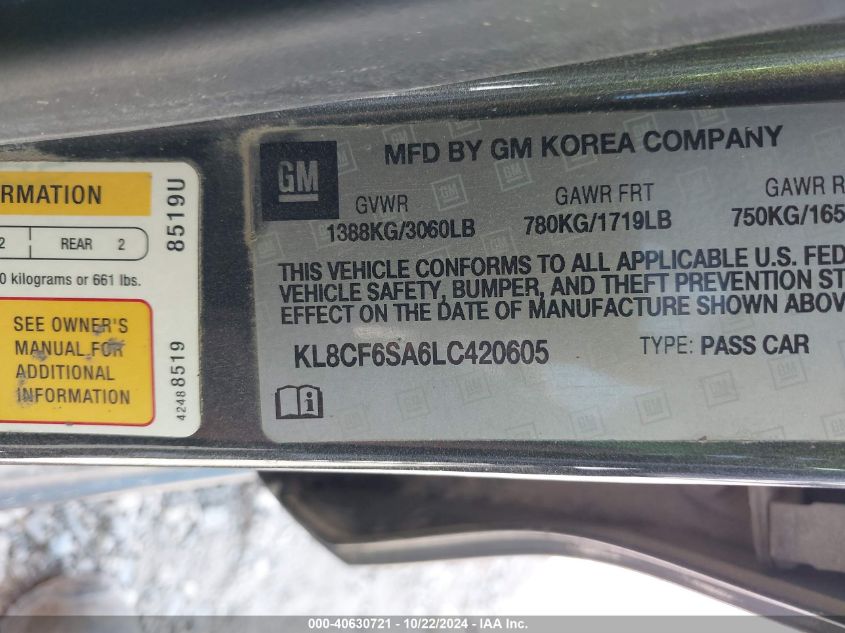 RMATION
2 REAR 2
0 kilograms or 661 lbs.
SEE OWNER'S
MANUAL FOR
ADDITIONAL
INFORMATION
8519U
42488519
GM
MFD BY GM KOREA COMPANY
GVWR GAWR FRT GAWR R
1388KG/3060LB 780KG/1719LB 750KG/165
THIS VEHICLE CONFORMS TO ALL APPLICABLE U.S. FED
VEHICLE SAFETY, BUMPER, AND THEFT PREVENTION ST
EFFECT ON THE DATE OF MANUFACTURE SHOWN ABOV
KL8CF6SA6LC420605 TYPE: PASS CAR
000-40630721 - 10/22/2024 - IAA Inc.